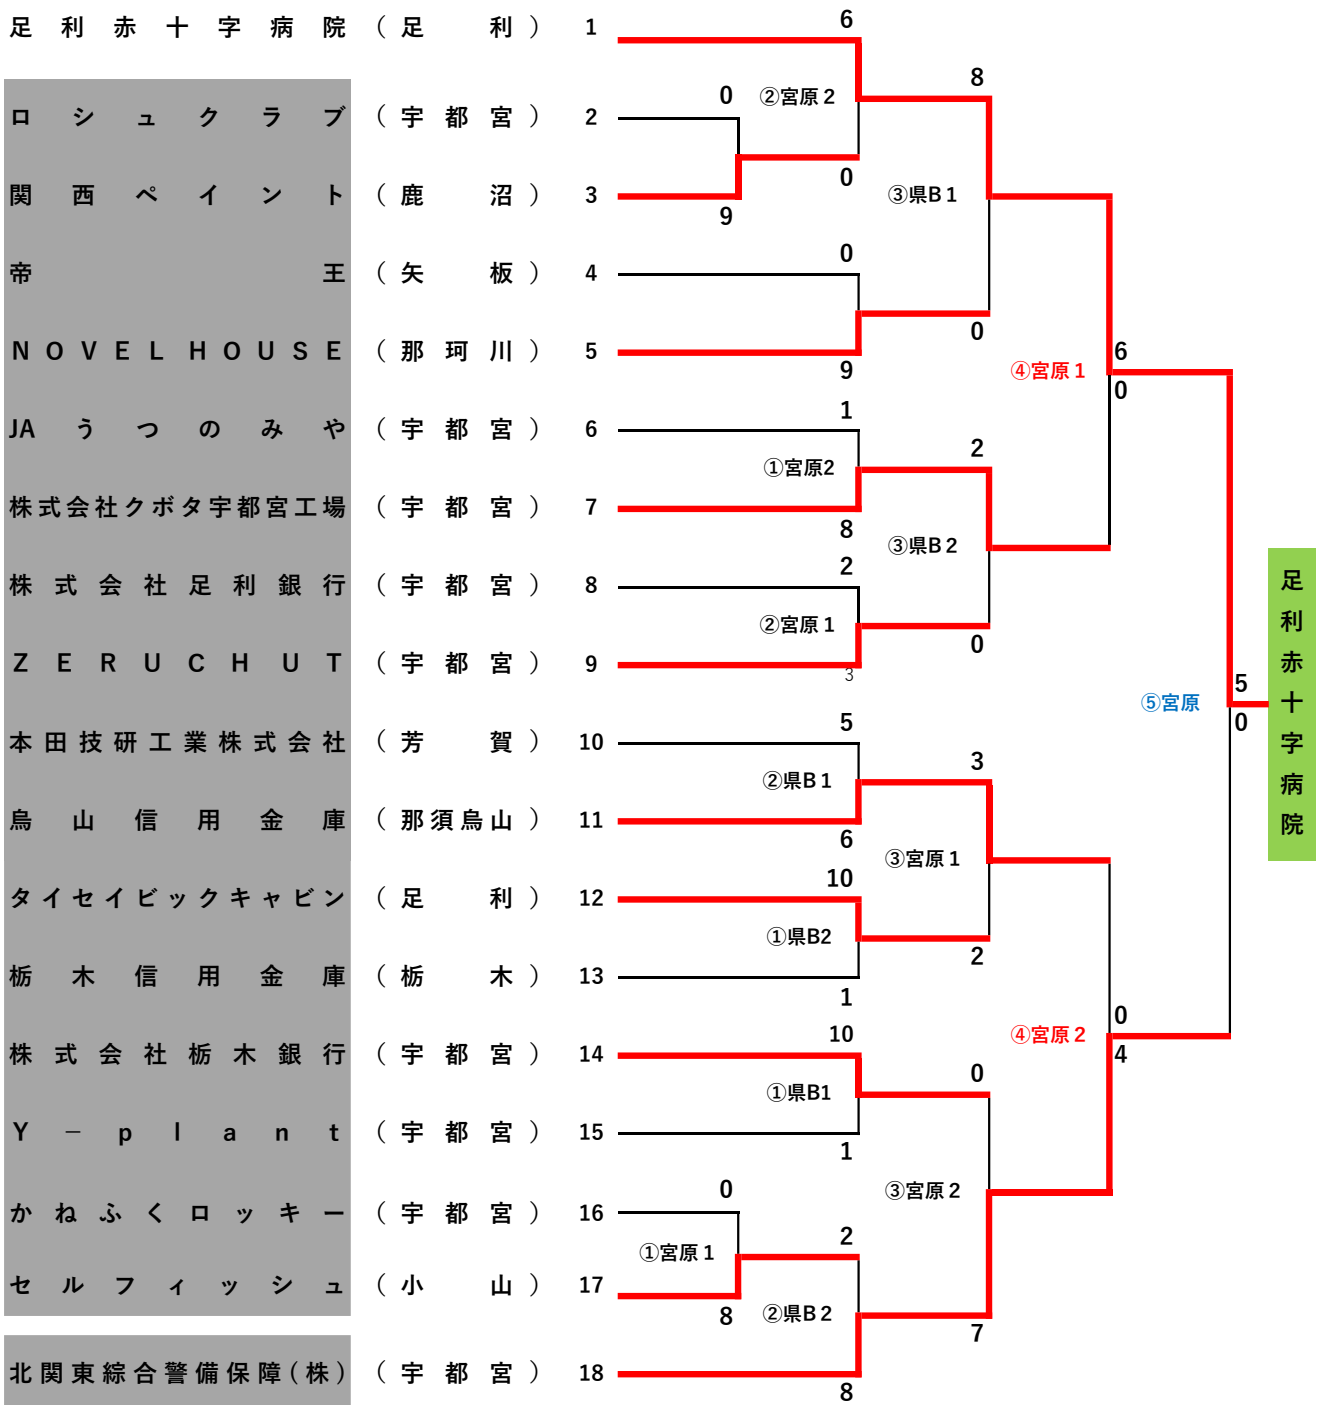 足利赤十字病院 （足利） 1
ロシュクラブ （宇都宮） 2
関西ペイント （鹿沼） 3
帝王 （矢板） 4
NOVELHOUSE （那珂川） 5
JAうつのみや （宇都宮） 6
株式会社クボタ宇都宮工場 （宇都宮） 7
株式会社足利銀行 （宇都宮） 8
ZERUCHUT （宇都宮） 9
本田技研工業株式会社 （芳賀） 10
烏山信用金庫 （那須烏山） 11
タイセイビックキャビン （足利） 12
栃木信用金庫 （栃木） 13
株式会社栃木銀行 （宇都宮） 14
Y－plant （宇都宮） 15
かねふくロッキー （宇都宮） 16
セルフィッシュ （小山） 17
北関東綜合警備保障(株) （宇都宮） 18
0
9
0
①宮原１
8
6
②宮原２
0
0
9
1
①宮原2
8
2
②宮原１
3
5
②県B１
6
10
①県B2
1
10
①県B1
1
2
②県B２
8
8
③県B１
0
2
③県B２
0
3
③宮原１
2
0
③宮原２
7
6
④宮原１
0
0
④宮原２
4
5
⑤宮原
0
足利赤十字病院